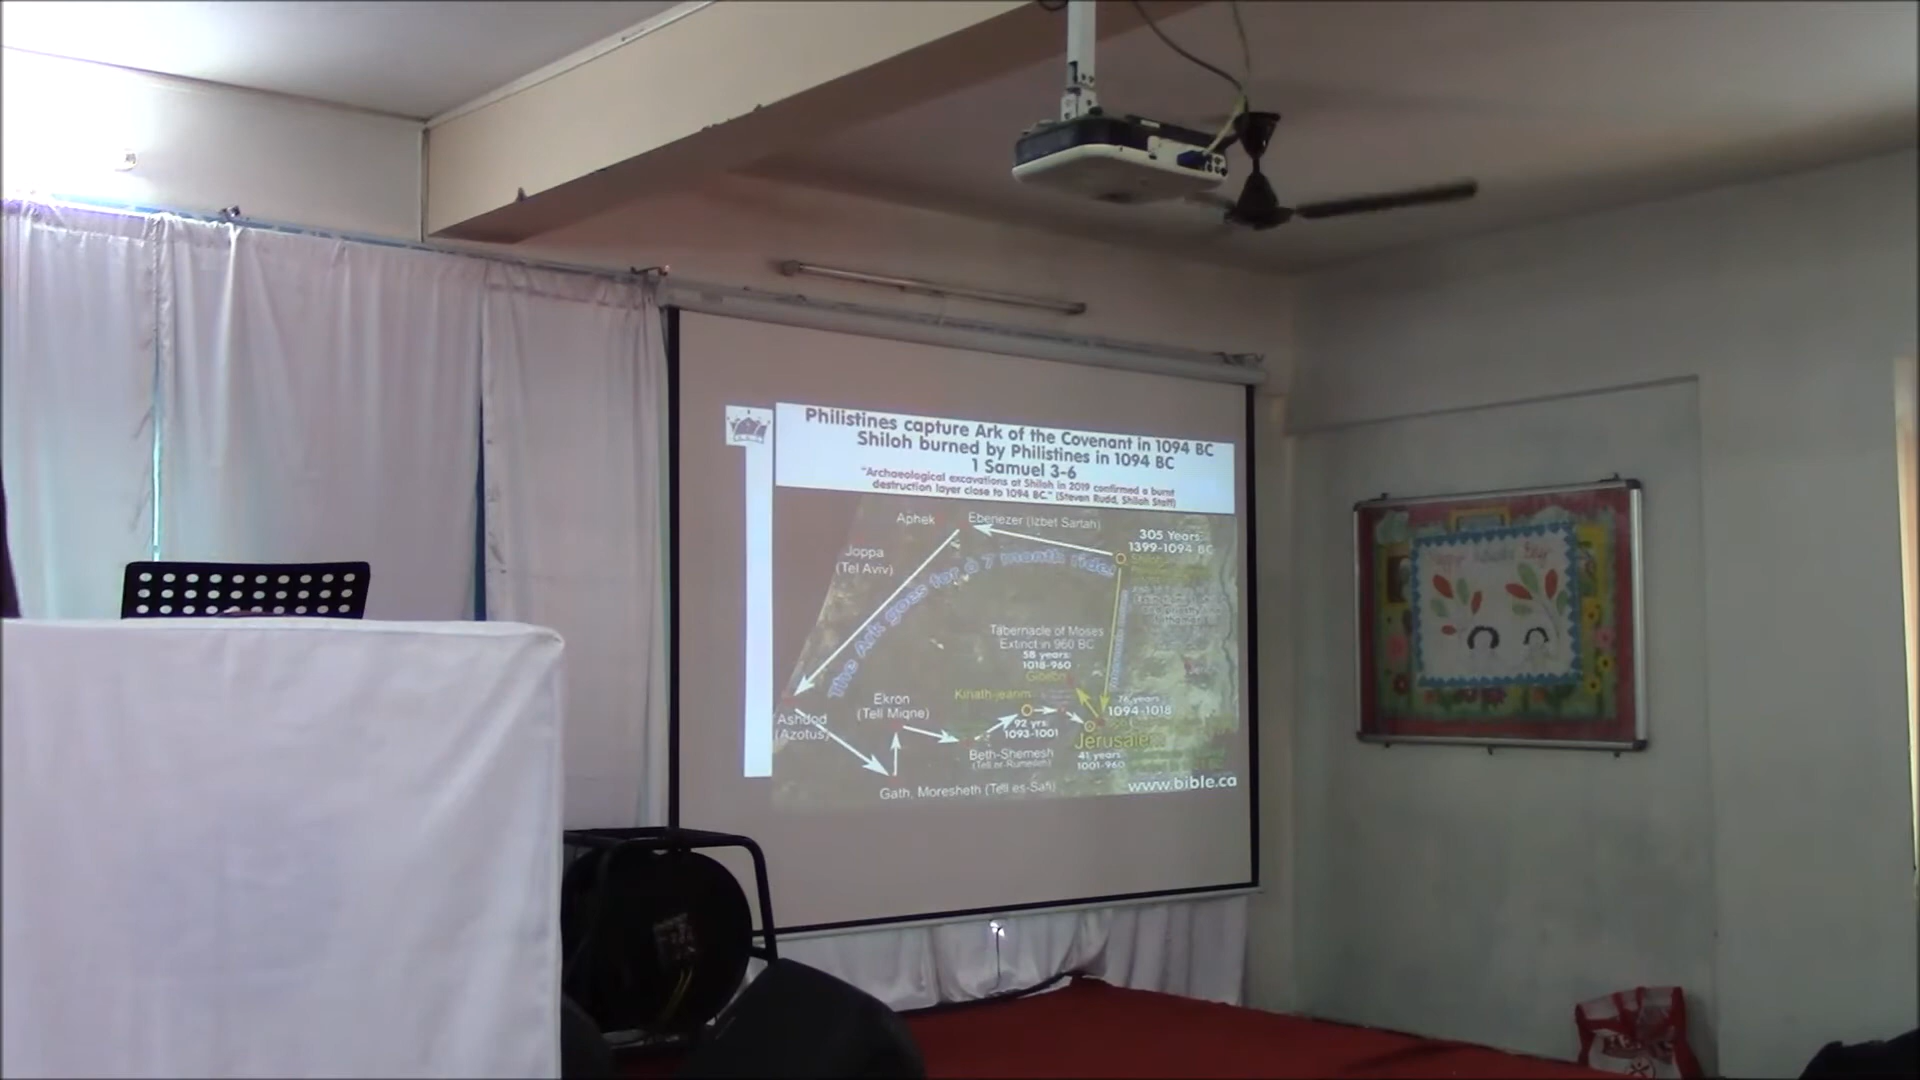 Philistines capture Ark of the Covenant in 1094 BC
Shiloh burned by Philistines in 1094 BC
1 Samuel 3-6
"Archaeological excavations at Shiloh in 2019 confirmed a burnt
destruction layer close to 1094 BC." (Steven Rudd, Shiloh Staff)
Aphek
Ebenezer (Izbet Sartah)
305 Years:
1399-1094 BC
Shiloh
Joppa
(Tel Aviv)
The Ark goes for a 7 month ride!
Tabernacle of Moses
Extinct in 960 BC
58 years:
1018-960
Gibeon
Kiriath-jearim
92 yrs:
1093-1001
76 years
1094-1018
Ekron
(Tell Miqne)
Ashdod
(Azotus)
Beth-Shemesh
(Tell er-Rumeileh)
Jerusalem
41 years:
1001-960
Gath, Moresheth (Tell es-Safi)
www.bible.ca